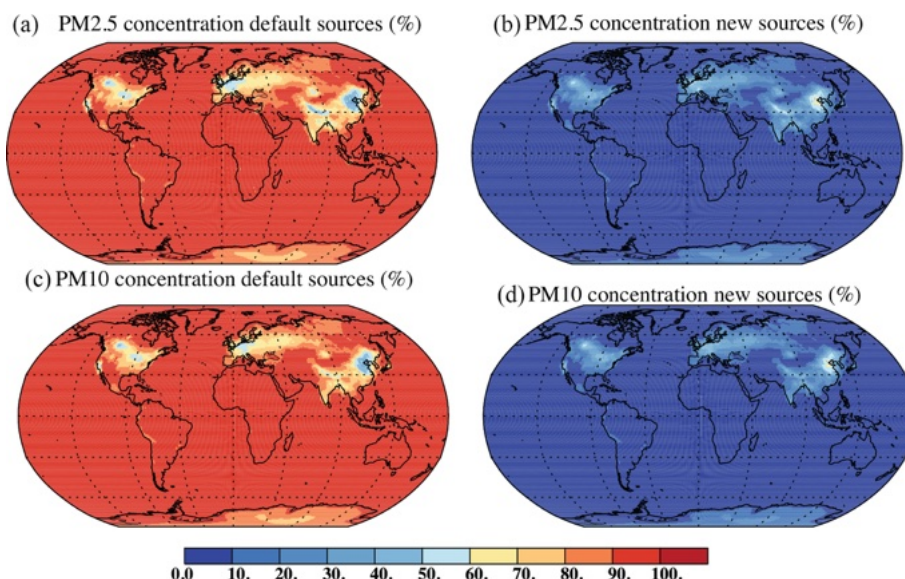 (a) PM2.5 concentration default sources (%)
(b) PM2.5 concentration new sources (%)
(c) PM10 concentration default sources (%)
(d) PM10 concentration new sources (%)
0.0 10. 20. 30. 40. 50. 60. 70. 80. 90. 100.